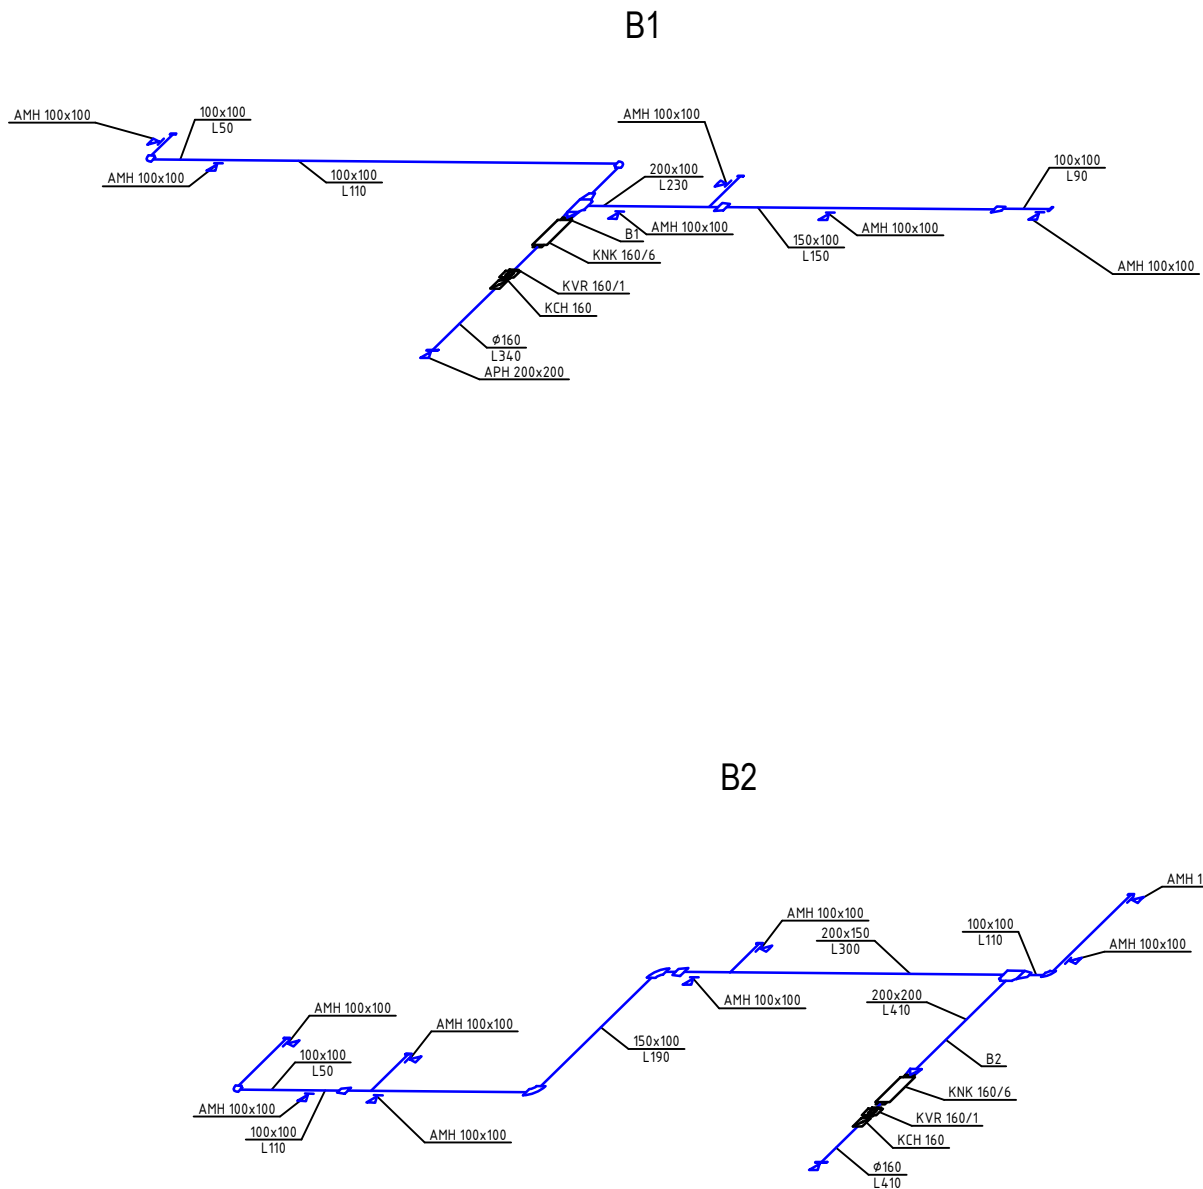 B1
AMH 100x100
100x100
L50
AMH 100x100
100x100
L110
AMH 100x100
200x100
L230
100x100
L90
AMH 100x100
B1
KNK 160/6
150x100
L150
AMH 100x100
AMH 100x100
KVR 160/1
KCH 160
ϕ160
L340
APH 200x200
B2
AMH 1
AMH 100x100
200x150
L300
100x100
L110
AMH 100x100
AMH 100x100
200x200
L410
AMH 100x100
AMH 100x100
100x100
L50
150x100
L190
B2
KNK 160/6
AMH 100x100
100x100
L110
AMH 100x100
KVR 160/1
KCH 160
ϕ160
L410